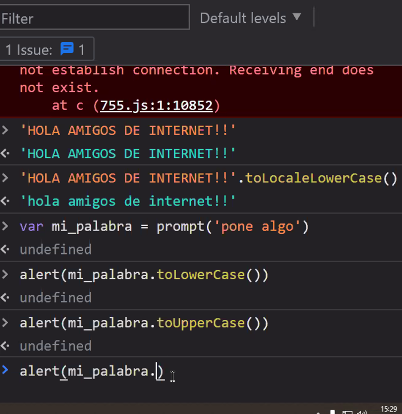 Filter
Default levels ▼
1 Issue: 1
not establish connection. Receiving end does
not exist.
at c (755.js:1:10852)
> 'HOLA AMIGOS DE INTERNET!!'
<· 'HOLA AMIGOS DE INTERNET!!'
> 'HOLA AMIGOS DE INTERNET!!'.toLocaleLowerCase()
<· 'hola amigos de internet!!'
> var mi_palabra = prompt('pone algo')
<· undefined
> alert(mi_palabra.toLowerCase())
<· undefined
> alert(mi_palabra.toUpperCase())
<· undefined
> alert(mi_palabra.)
15:29